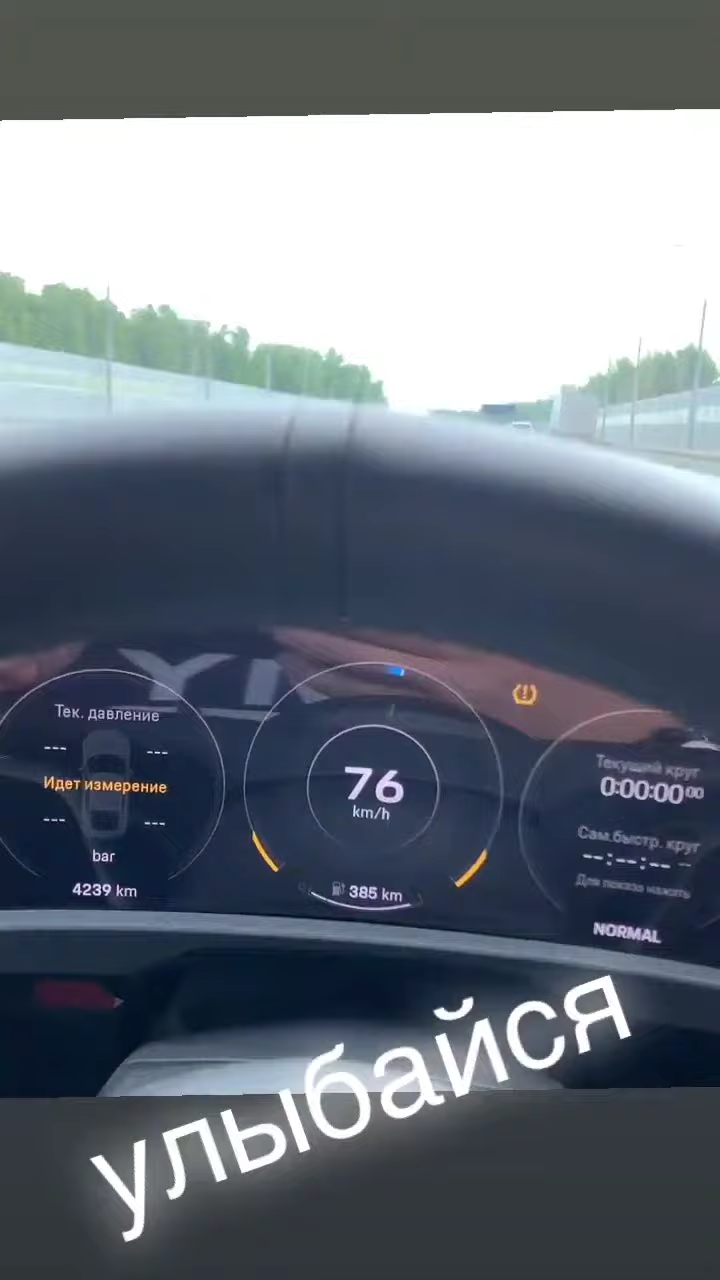 Тек. давление
--- ---
Идет измерение
--- ---
bar
4239 km
76
km/h
385 km
Текущий круг
0:00:00 00
Сам.быстр. круг
--:--:-- --
Для показа нажать
NORMAL
улыбайся